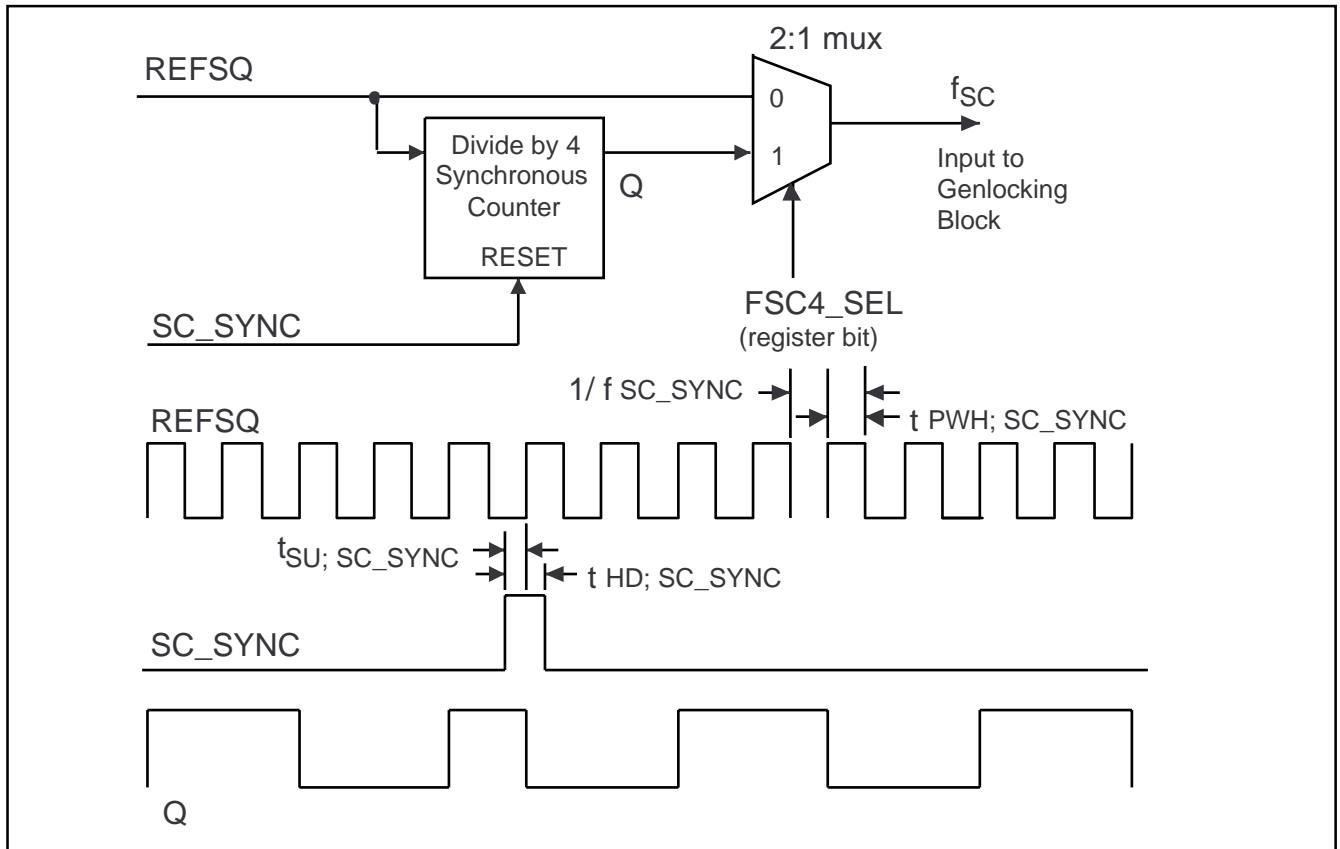 2:1 mux
REFSQ
0
fSC
Divide by 4
Synchronous
Counter
RESET
Q
1
Input to
Genlocking
Block
SC_SYNC
FSC4_SEL
(register bit)
1/ f SC_SYNC
REFSQ
t PWH; SC_SYNC
tSU; SC_SYNC
t HD; SC_SYNC
SC_SYNC
Q